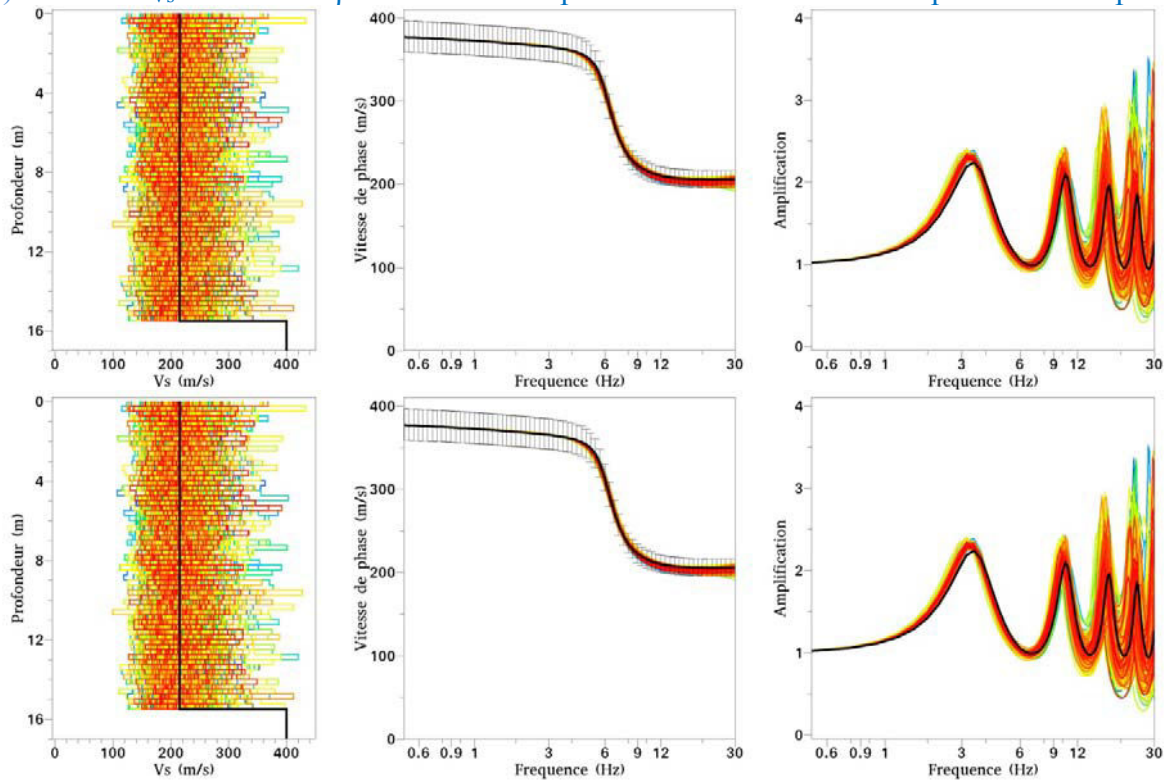 0 4 8 12 16
Profondeur (m)
0 100 200 300 400
Vs (m/s)
400 300 200 100 0
Vitesse de phase (m/s)
0.6 0.9 1 3 6 9 12 30
Frequence (Hz)
4 3 2 1 0
Amplification
0.6 0.9 1 3 6 9 12 30
Frequence (Hz)
0 4 8 12 16
Profondeur (m)
0 100 200 300 400
Vs (m/s)
400 300 200 100 0
Vitesse de phase (m/s)
0.6 0.9 1 3 6 9 12 30
Frequence (Hz)
4 3 2 1 0
Amplification
0.6 0.9 1 3 6 9 12 30
Frequence (Hz)